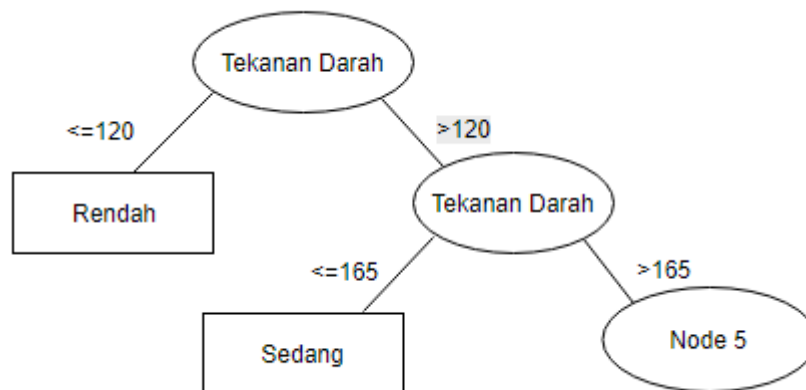 Tekanan Darah
<=120
>120
Rendah
Tekanan Darah
<=165
>165
Sedang
Node 5